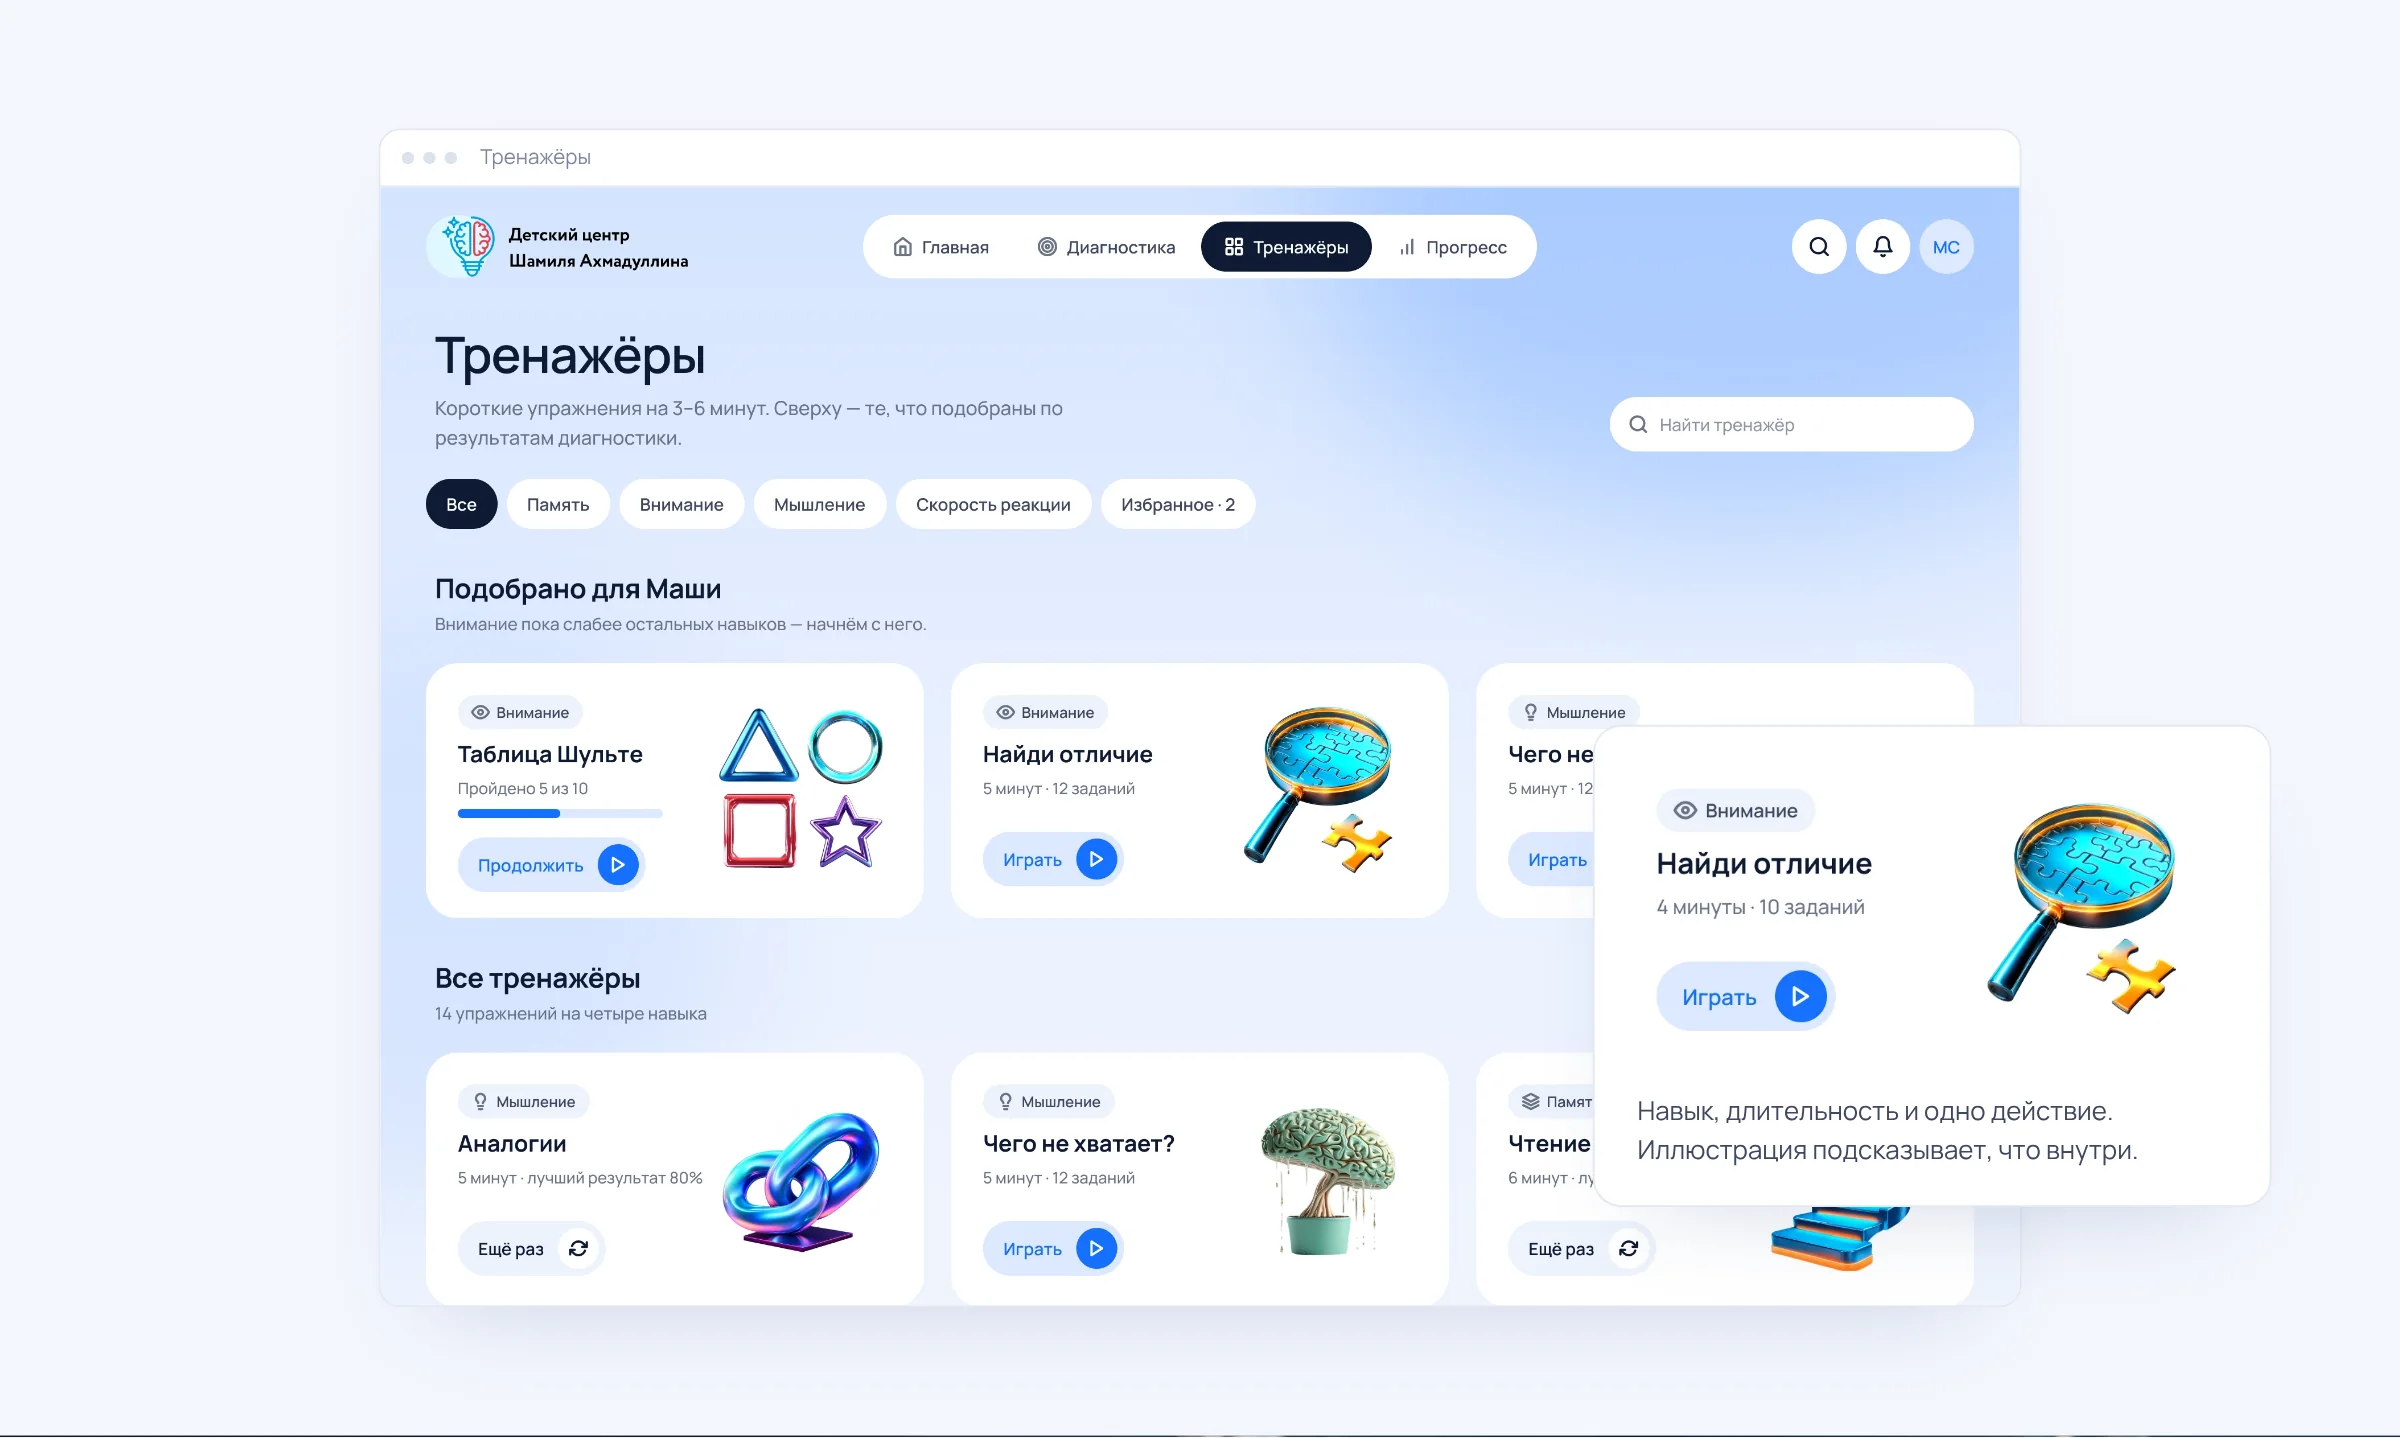 Тренажёры
Детский центр
Шамиля Ахмадуллина
Главная
Диагностика
Тренажёры
Прогресс
МС
Тренажёры
Короткие упражнения на 3–6 минут. Сверху — те, что подобраны по
результатам диагностики.
Найти тренажёр
Все
Память
Внимание
Мышление
Скорость реакции
Избранное · 2
Подобрано для Маши
Внимание пока слабее остальных навыков — начнём с него.
Внимание
Таблица Шульте
Пройдено 5 из 10
Продолжить
Внимание
Найди отличие
5 минут · 12 заданий
Играть
Мышление
Чего не
5 минут · 12
Играть
Внимание
Найди отличие
4 минуты · 10 заданий
Играть
Навык, длительность и одно действие.
Иллюстрация подсказывает, что внутри.
Все тренажёры
14 упражнений на четыре навыка
Мышление
Аналогии
5 минут · лучший результат 80%
Ещё раз
Мышление
Чего не хватает?
5 минут · 12 заданий
Играть
Памят
Чтение
6 минут · лу
Ещё раз